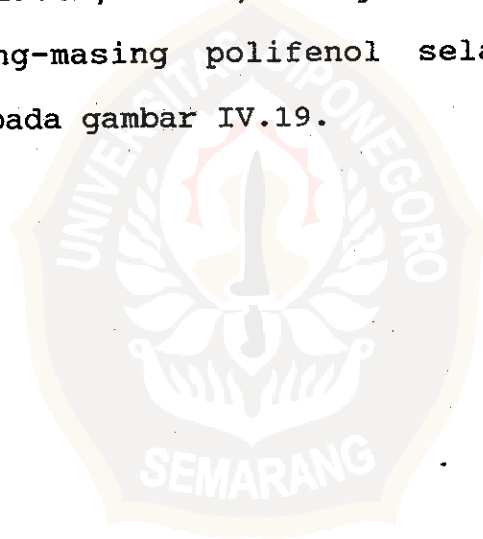 ng-masing polifenol sela
pada gambar IV.19.
UNIVERSITAS DIPONEGORO
SEMARANG